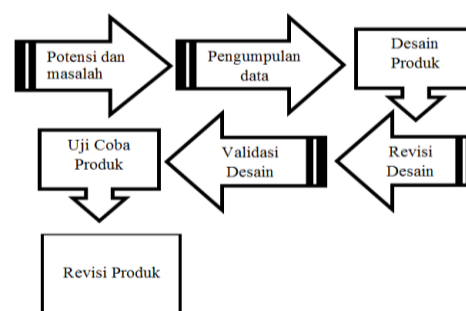 Potensi dan
masalah
Pengumpulan
data
Desain
Produk
Revisi
Desain
Validasi
Desain
Uji Coba
Produk
Revisi Produk